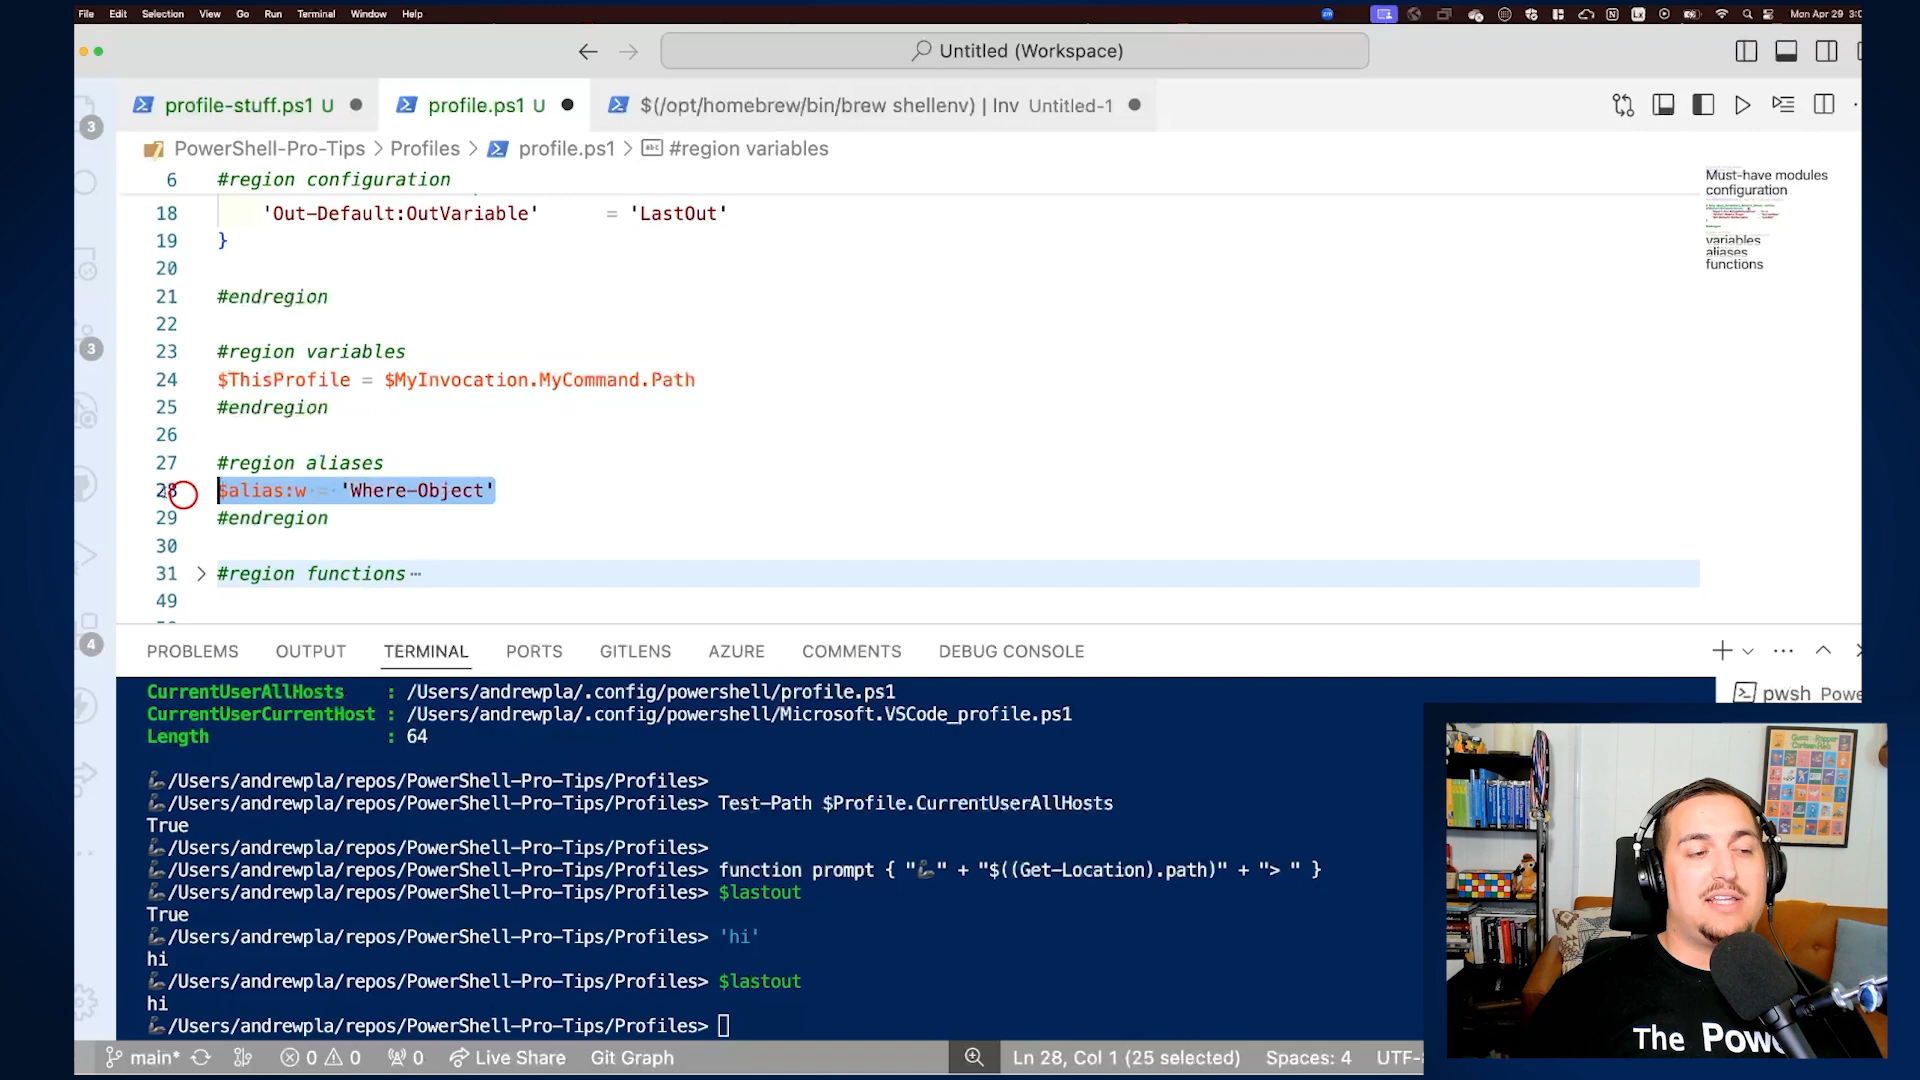 File Edit Selection View Go Run Terminal Window Help Mon Apr 29
Untitled (Workspace)
profile-stuff.ps1 U profile.ps1 U $(/opt/homebrew/bin/brew shellenv) | Inv Untitled-1
PowerShell-Pro-Tips > Profiles > profile.ps1 > #region variables
6 #region configuration
18 'Out-Default:OutVariable' = 'LastOut'
19 }
20
21 #endregion
22
23 #region variables
24 $ThisProfile = $MyInvocation.MyCommand.Path
25 #endregion
26
27 #region aliases
28 $alias:w = 'Where-Object'
29 #endregion
30
31 #region functions
49
Must-have modules
configuration
variables
aliases
functions
3
3
4
PROBLEMS OUTPUT TERMINAL PORTS GITLENS AZURE COMMENTS DEBUG CONSOLE
pwsh
CurrentUserAllHosts : /Users/andrewpla/.config/powershell/profile.ps1
CurrentUserCurrentHost : /Users/andrewpla/.config/powershell/Microsoft.VSCode_profile.ps1
Length : 64
/Users/andrewpla/repos/PowerShell-Pro-Tips/Profiles>
/Users/andrewpla/repos/PowerShell-Pro-Tips/Profiles> Test-Path $Profile.CurrentUserAllHosts
True
/Users/andrewpla/repos/PowerShell-Pro-Tips/Profiles>
/Users/andrewpla/repos/PowerShell-Pro-Tips/Profiles> function prompt { "🦾" + "$((Get-Location).path)" + "> " }
/Users/andrewpla/repos/PowerShell-Pro-Tips/Profiles> $lastout
True
/Users/andrewpla/repos/PowerShell-Pro-Tips/Profiles> 'hi'
hi
/Users/andrewpla/repos/PowerShell-Pro-Tips/Profiles> $lastout
hi
/Users/andrewpla/repos/PowerShell-Pro-Tips/Profiles>
main* 0 0 0 Live Share Git Graph Ln 28, Col 1 (25 selected) Spaces: 4 UTF-
The Pow